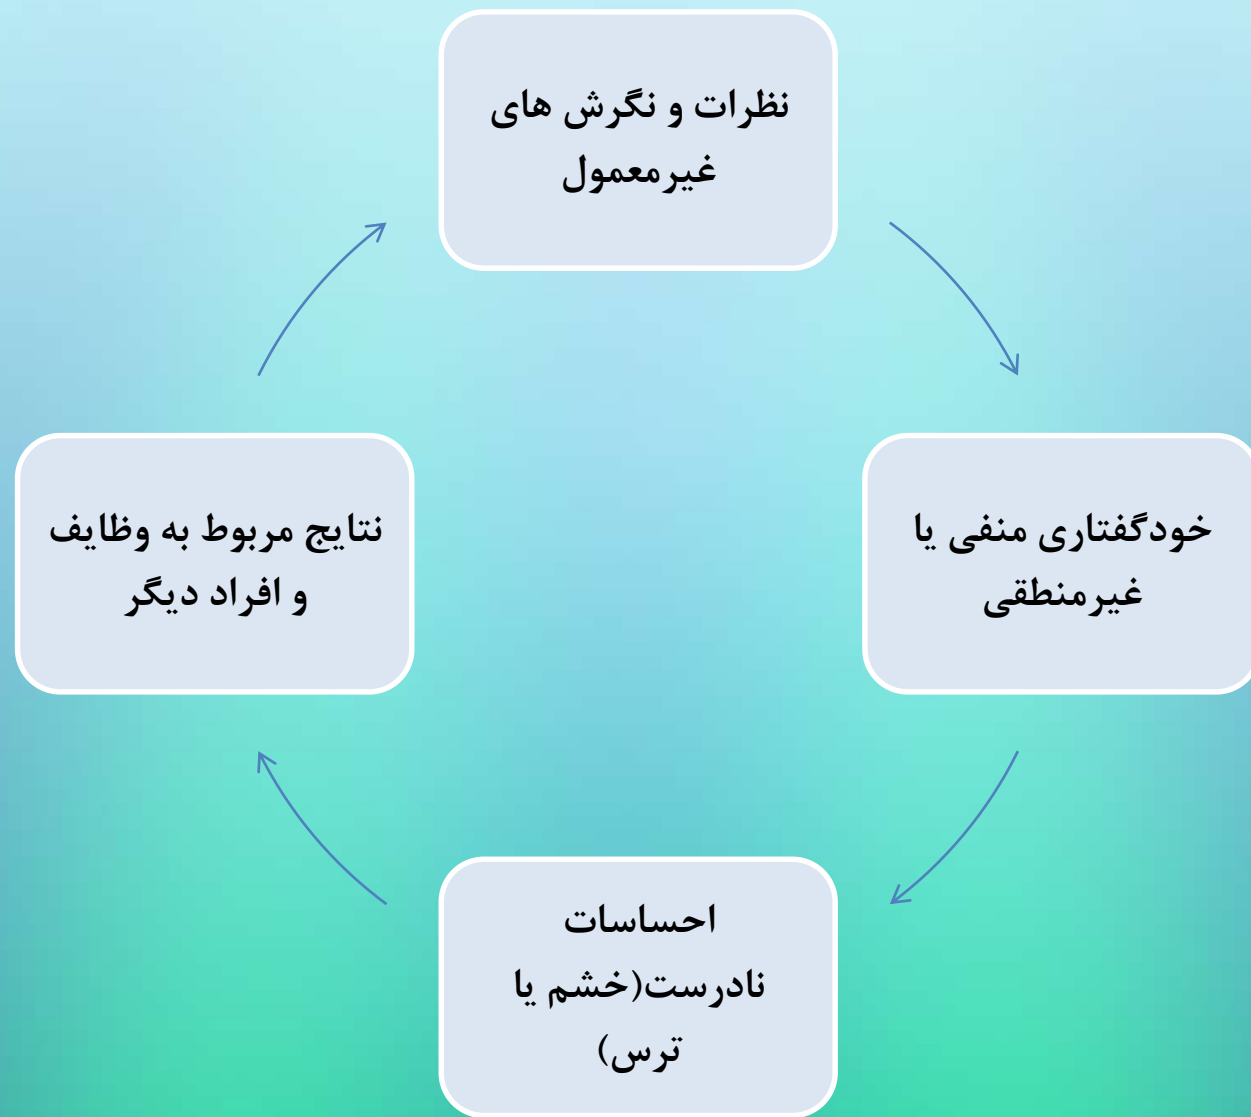 نظرات و نگرش های
غیرمعمول
خودگفتاری منفی یا
غیرمنطقی
احساسات
نادرست(خشم یا
ترس)
نتایج مربوط به وظایف
و افراد دیگر